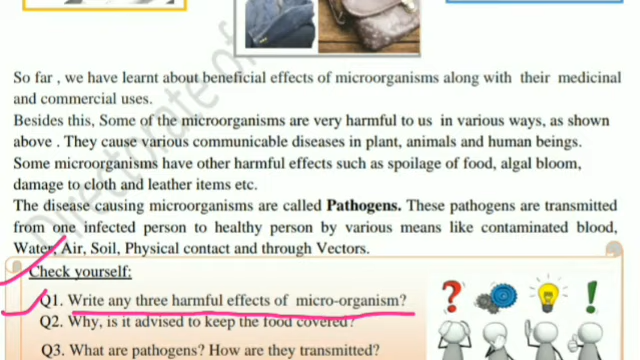 So far , we have learnt about beneficial effects of microorganisms along with their medicinal
and commercial uses.
Besides this, Some of the microorganisms are very harmful to us in various ways, as shown
above . They cause various communicable diseases in plant, animals and human beings.
Some microorganisms have other harmful effects such as spoilage of food, algal bloom,
damage to cloth and leather items etc.
The disease causing microorganisms are called Pathogens. These pathogens are transmitted
from one infected person to healthy person by various means like contaminated blood,
Water, Air, Soil, Physical contact and through Vectors.
Check yourself:
Q1. Write any three harmful effects of micro-organism?
Q2. Why, is it advised to keep the food covered?
Q3. What are pathogens? How are they transmitted?
Directorate of